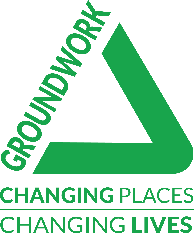 GROUNDWORK
CHANGING PLACES
CHANGING LIVES